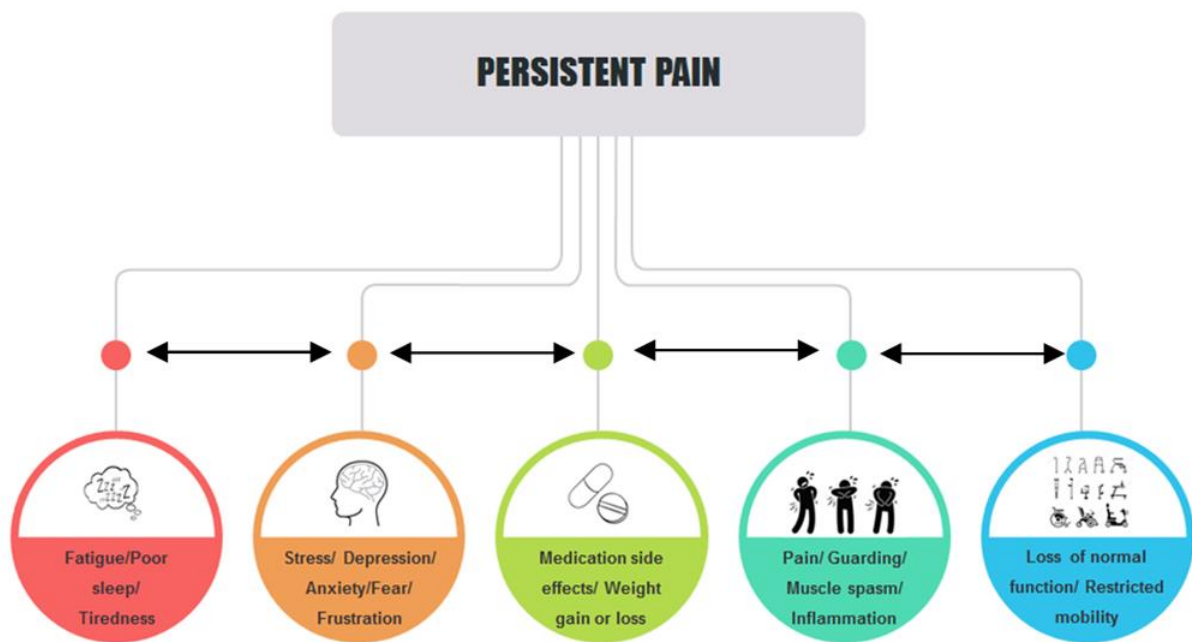 PERSISTENT PAIN
Fatigue/Poor
sleep/
Tiredness
Stress/ Depression/
Anxiety/Fear/
Frustration
Medication side
effects/ Weight
gain or loss
Pain/ Guarding/
Muscle spasm/
Inflammation
Loss of normal
function/ Restricted
mobility